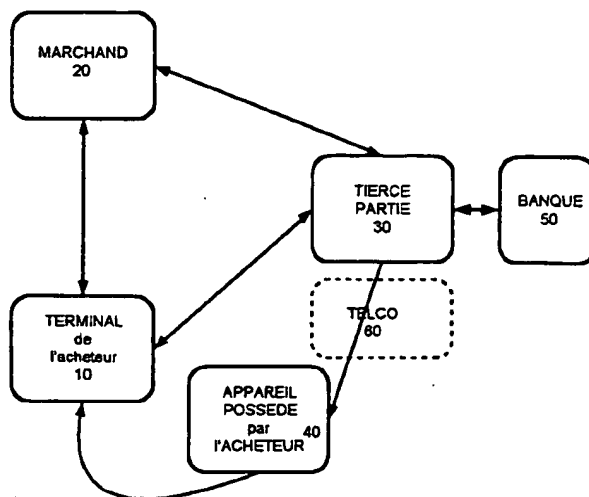 MARCHAND
20
TIERCE
PARTIE
30
BANQUE
50
TELCO
60
TERMINAL
de
l'acheteur
10
APPAREIL
POSSEDE
par
l'ACHETEUR
40